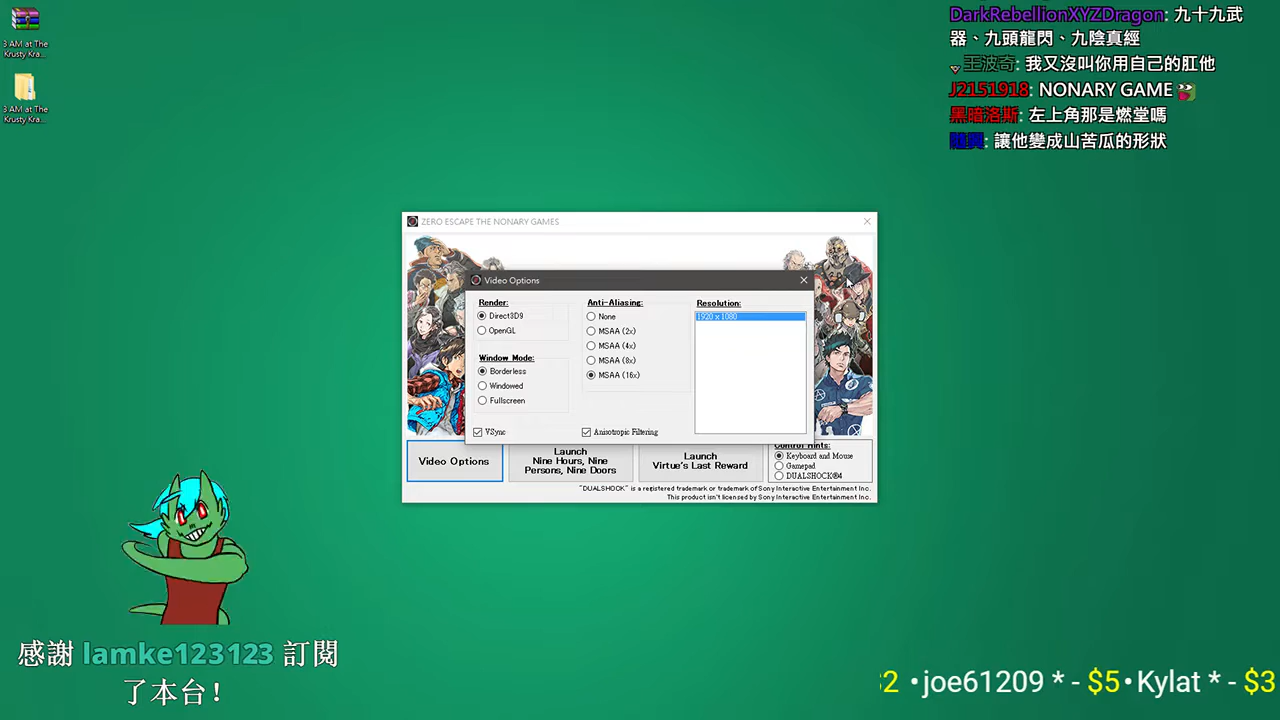 3 AM at The
Krusty Kra...
3 AM at The
Krusty Kra...
DarkRebellionXYZDragon: 九十九武
器、九頭龍閃、九陰真經
王波奇: 我又沒叫你用自己的肛他
J2151918: NONARY GAME
黑暗洛斯: 左上角那是燃堂嗎
讓他變成山苦瓜的形狀
ZERO ESCAPE THE NONARY GAMES
Video Options
Render:
Direct3D9
OpenGL
Window Mode:
Borderless
Windowed
Fullscreen
VSync
Anti-Aliasing:
None
MSAA (2x)
MSAA (4x)
MSAA (8x)
MSAA (16x)
Anisotropic Filtering
Resolution:
1920 x 1080
Video Options
Launch
Nine Hours, Nine
Persons, Nine Doors
Launch
Virtue's Last Reward
Control Hints:
Keyboard and Mouse
Gamepad
DUALSHOCK®4
"DUALSHOCK" is a registered trademark or trademark of Sony Interactive Entertainment Inc.
This product isn't licensed by Sony Interactive Entertainment Inc.
感謝 lamke123123 訂閱
了本台!
$2 •joe61209 * - $5•Kylat * - $3